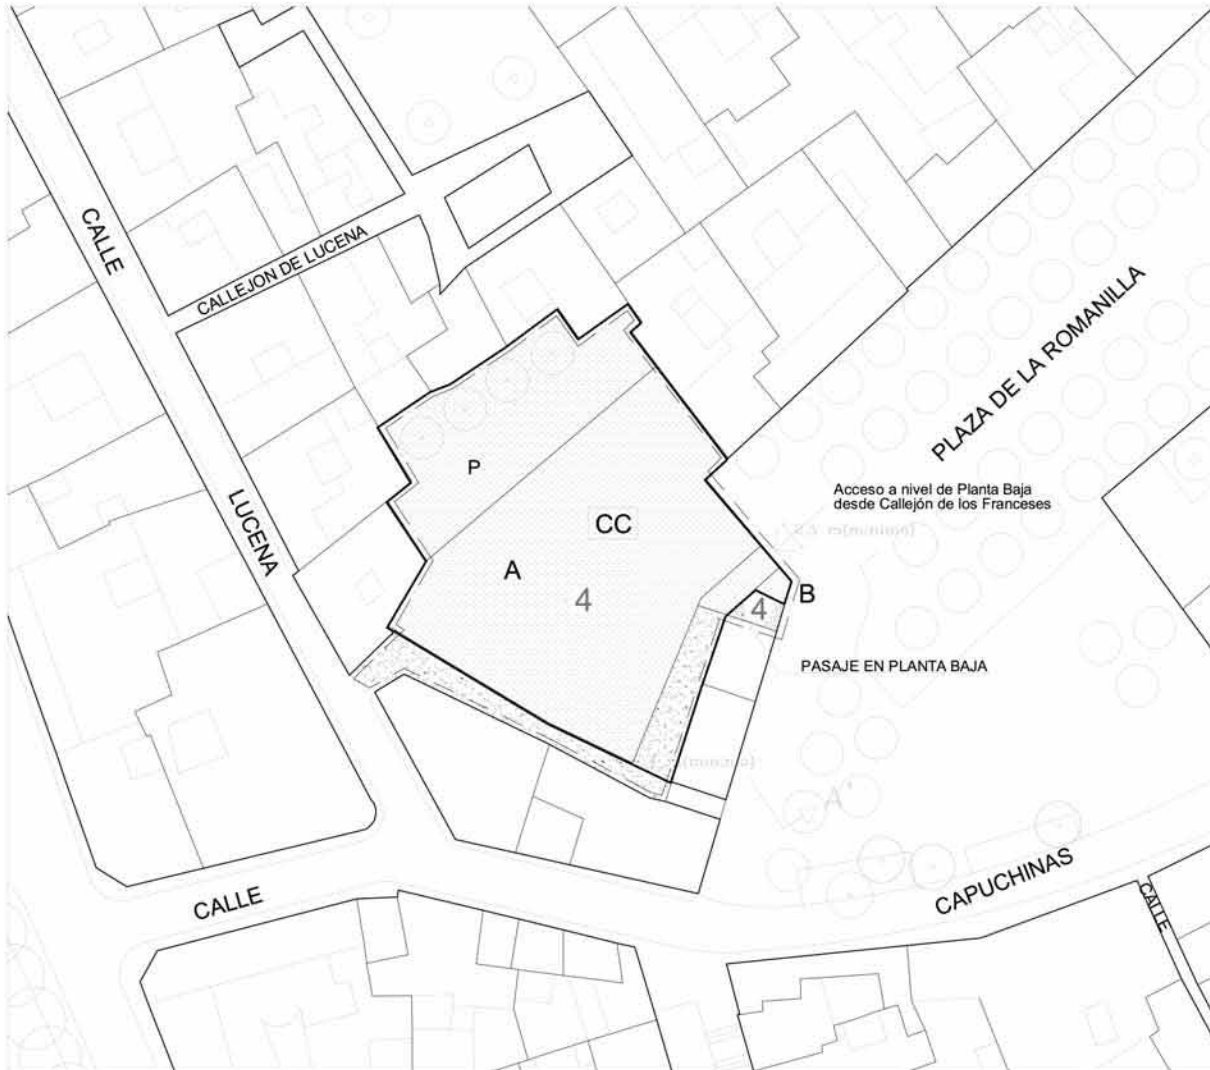 CALLE
CALLEJON DE LUCENA
PLAZA DE LA ROMANILLA
P
LUCENA
Acceso a nivel de Planta Baja
desde Callejón de los Franceses
CC
A
4
B
4
PASAJE EN PLANTA BAJA
A'
CALLE
CAPUCHINAS
CALLE